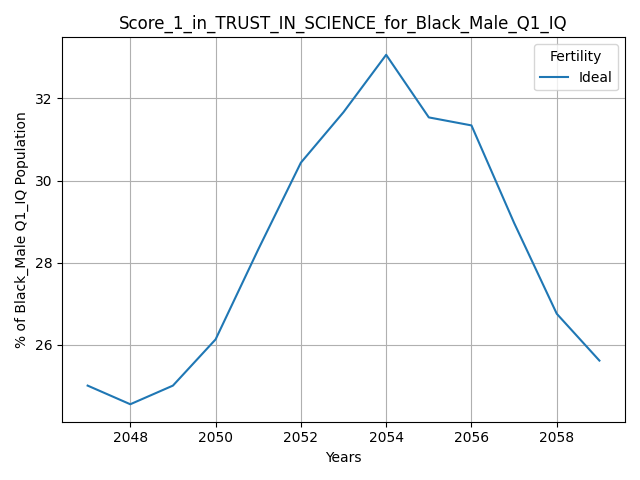 Score_1_in_TRUST_IN_SCIENCE_for_Black_Male_Q1_IQ
Fertility
Ideal
% of Black_Male Q1_IQ Population
32
30
28
26
2048 2050 2052 2054 2056 2058
Years